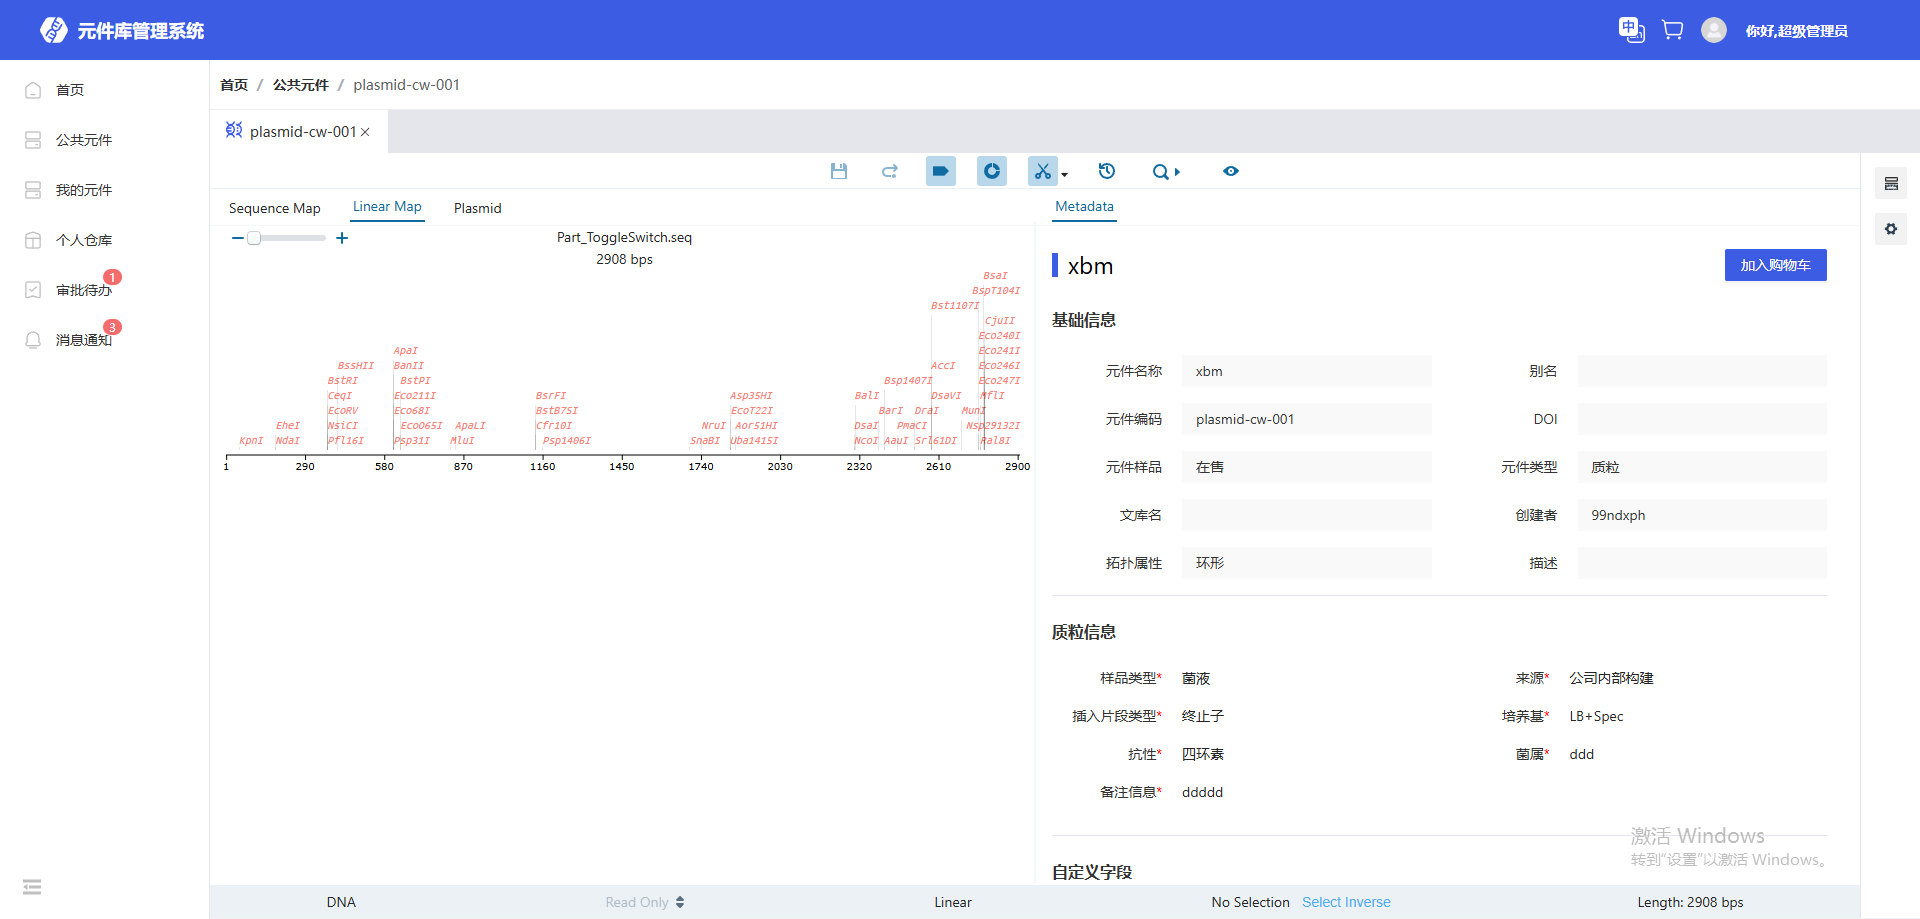 元件库管理系统
中
你好,超级管理员
首页
公共元件
我的元件
个人仓库
审批待办
1
消息通知
3
首页 / 公共元件 / plasmid-cw-001
plasmid-cw-001 ×
Sequence Map
Linear Map
Plasmid
Part_ToggleSwitch.seq
2908 bps
BsaI
BspT104I
Bst1107I
CjuII
Eco240I
ApaI Eco241I
BssHII BanII AccI Eco246I
BstRI BstPI Bsp1407I Eco247I
CeqI Eco211I BsrFI Asp35HI BalI DsaVI MflI
EcoRV Eco68I BstB7SI EcoT22I BarI DraI MunI
EheI NsiCI EcoO65I ApaLI Cfr10I NruI Aor51HI DsaI PmaCI Nsp29132I
KpnI NdaI Pfl16I Psp31I MluI Psp1406I SnaBI Uba1415I NcoI AauI Srl61DI Ral8I
1 290 580 870 1160 1450 1740 2030 2320 2610 2900
Metadata
xbm
加入购物车
基础信息
元件名称 xbm 别名
元件编码 plasmid-cw-001 DOI
元件样品 在售 元件类型 质粒
文库名 创建者 99ndxph
拓扑属性 环形 描述
质粒信息
样品类型* 菌液 来源* 公司内部构建
插入片段类型* 终止子 培养基* LB+Spec
抗性* 四环素 菌属* ddd
备注信息* ddddd
自定义字段
激活 Windows
转到"设置"以激活 Windows。
DNA Read Only Linear No Selection Select Inverse Length: 2908 bps